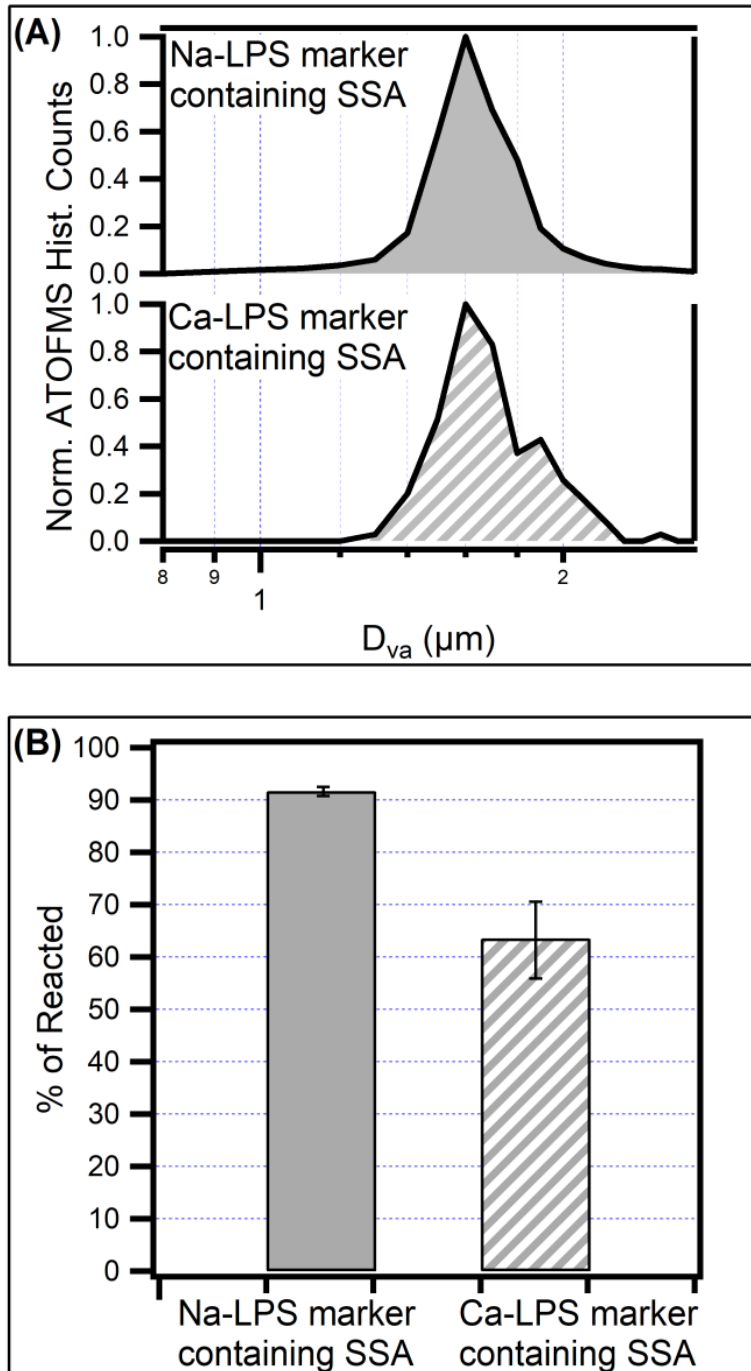 (A)
Norm. ATOFMS Hist. Counts
1.0
0.8
0.6
0.4
0.2
0.0
Na-LPS marker
containing SSA
1.0
0.8
0.6
0.4
0.2
0.0
Ca-LPS marker
containing SSA
8
9
1
2
Dva (µm)
(B)
% of Reacted
100
90
80
70
60
50
40
30
20
10
0
Na-LPS marker
containing SSA
Ca-LPS marker
containing SSA